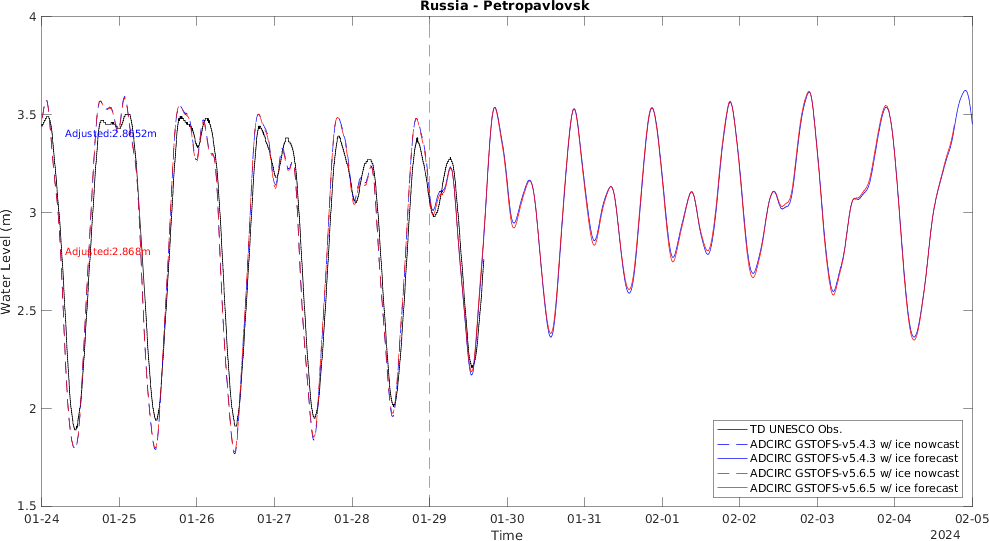 Russia - Petropavlovsk
4
3.5
3
2.5
2
1.5
Water Level (m)
Adjusted:2.8652m
Adjusted:2.868m
TD UNESCO Obs.
ADCIRC GSTOFS-v5.4.3 w/ ice nowcast
ADCIRC GSTOFS-v5.4.3 w/ ice forecast
ADCIRC GSTOFS-v5.6.5 w/ ice nowcast
ADCIRC GSTOFS-v5.6.5 w/ ice forecast
01-24 01-25 01-26 01-27 01-28 01-29 01-30 01-31 02-01 02-02 02-03 02-04 02-05
Time
2024